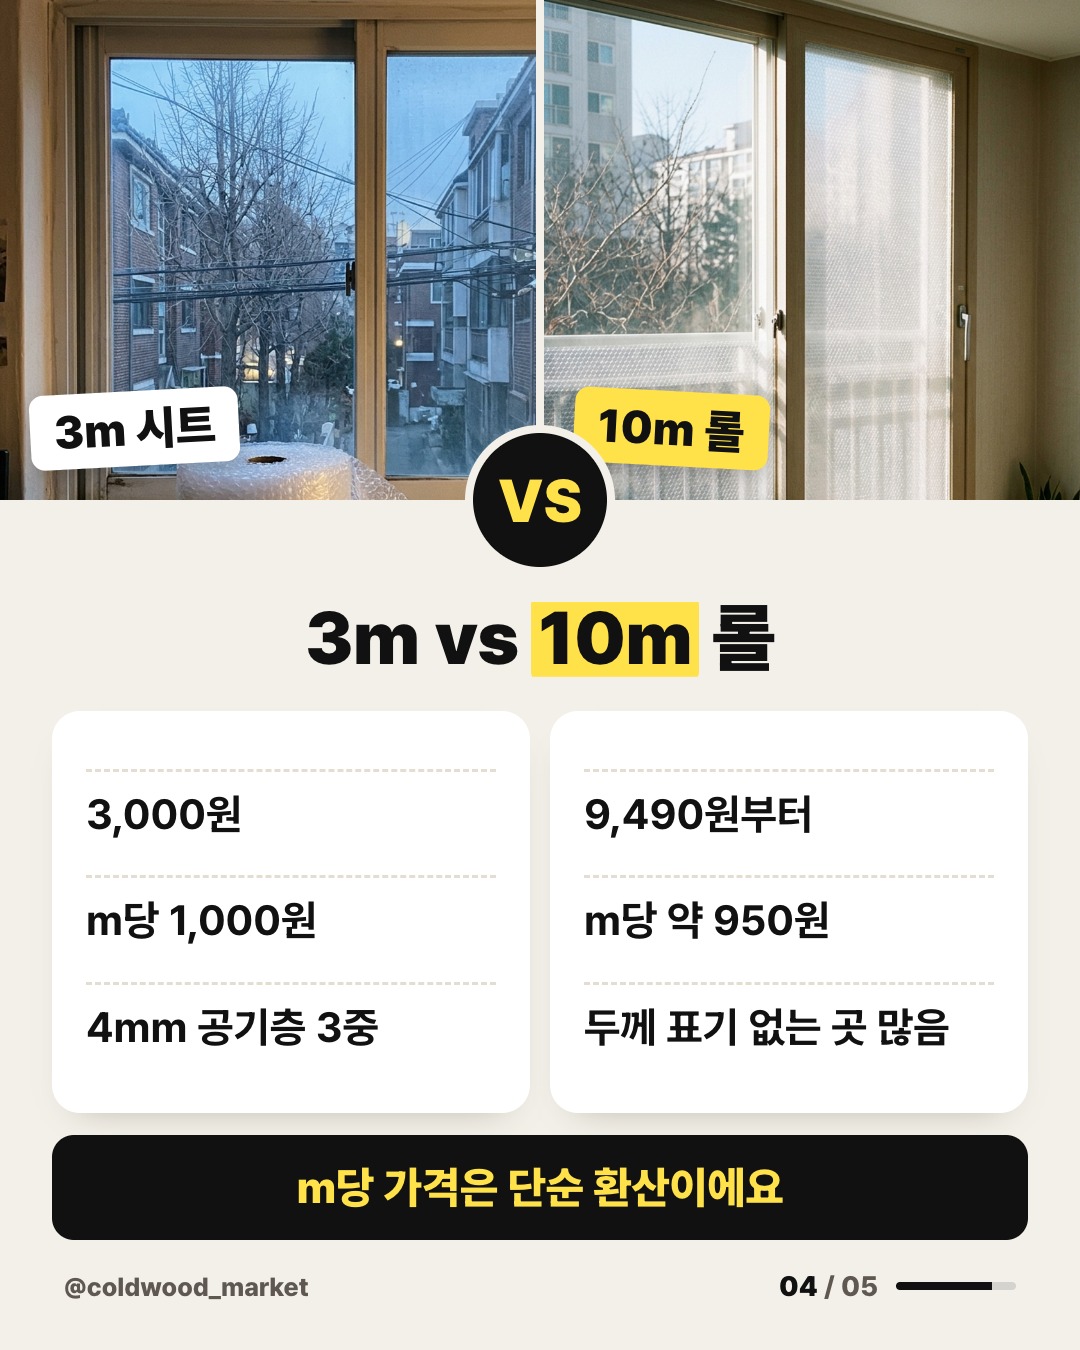 3m 시트
10m 롤
VS
3m vs 10m 롤
3,000원
m당 1,000원
4mm 공기층 3중
9,490원부터
m당 약 950원
두께 표기 없는 곳 많음
m당 가격은 단순 환산이에요
@coldwood_market
04 / 05